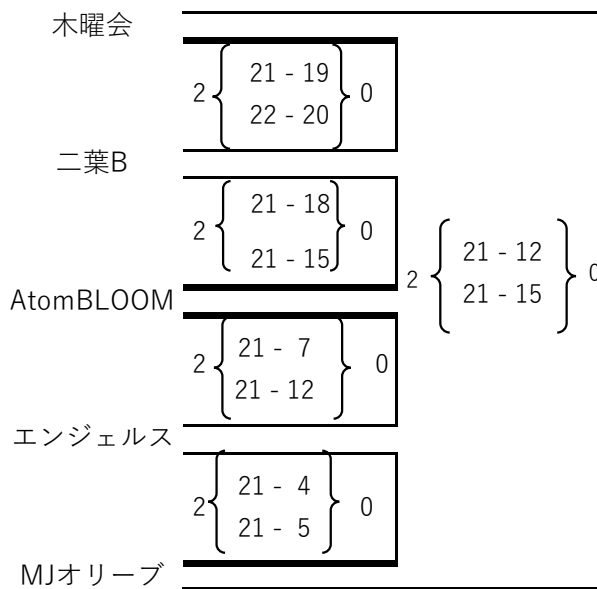 木曜会
2 21 - 19 0
22 - 20
二葉B
2 21 - 18 0
21 - 15
2 21 - 12 0
21 - 15
AtomBLOOM
2 21 - 7 0
21 - 12
エンジェルス
2 21 - 4 0
21 - 5
MJオリーブ